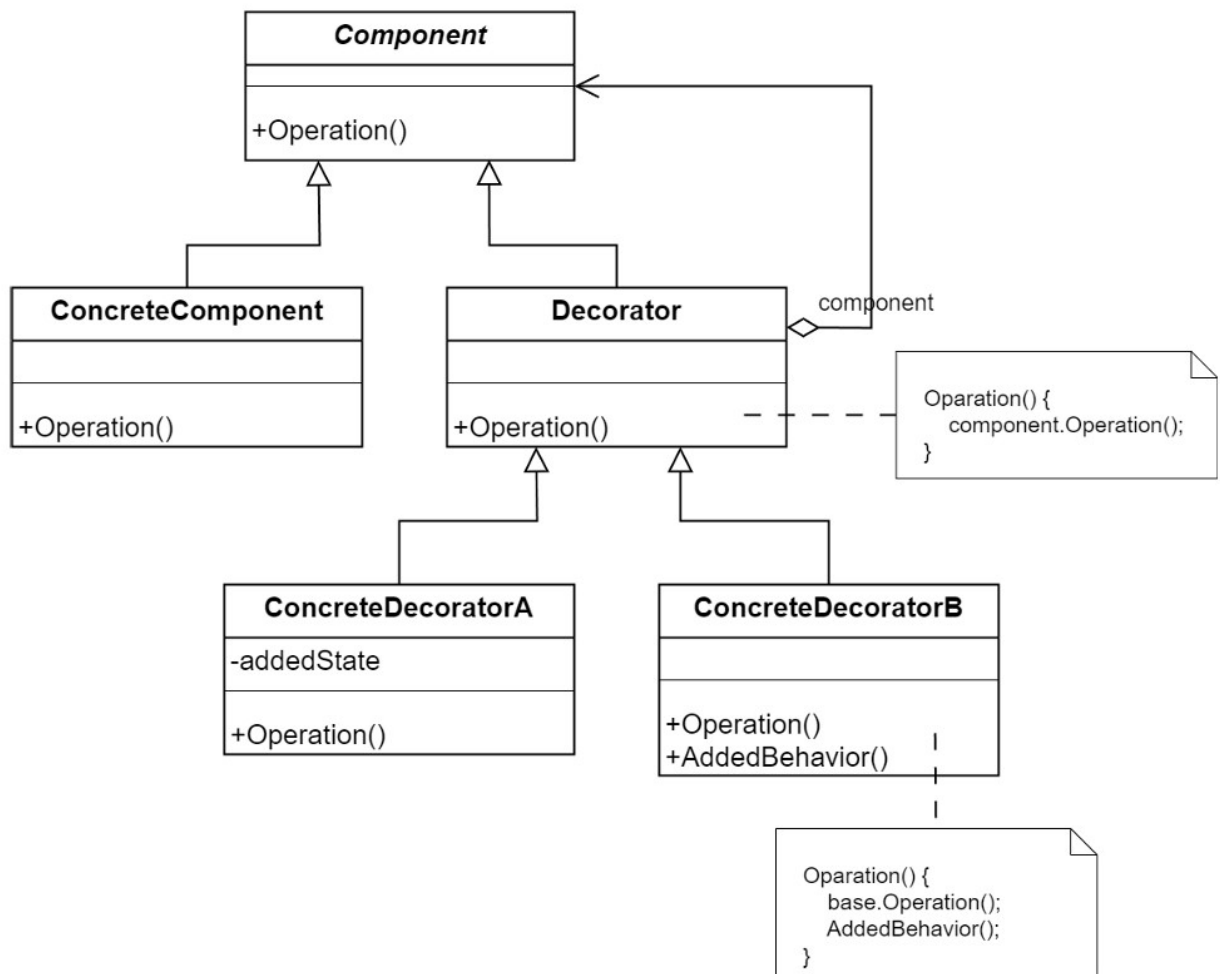 Component
+Operation()
ConcreteComponent
+Operation()
Decorator
+Operation()
component
Oparation() {
component.Operation();
}
ConcreteDecoratorA
-addedState
+Operation()
ConcreteDecoratorB
+Operation()
+AddedBehavior()
Oparation() {
base.Operation();
AddedBehavior();
}